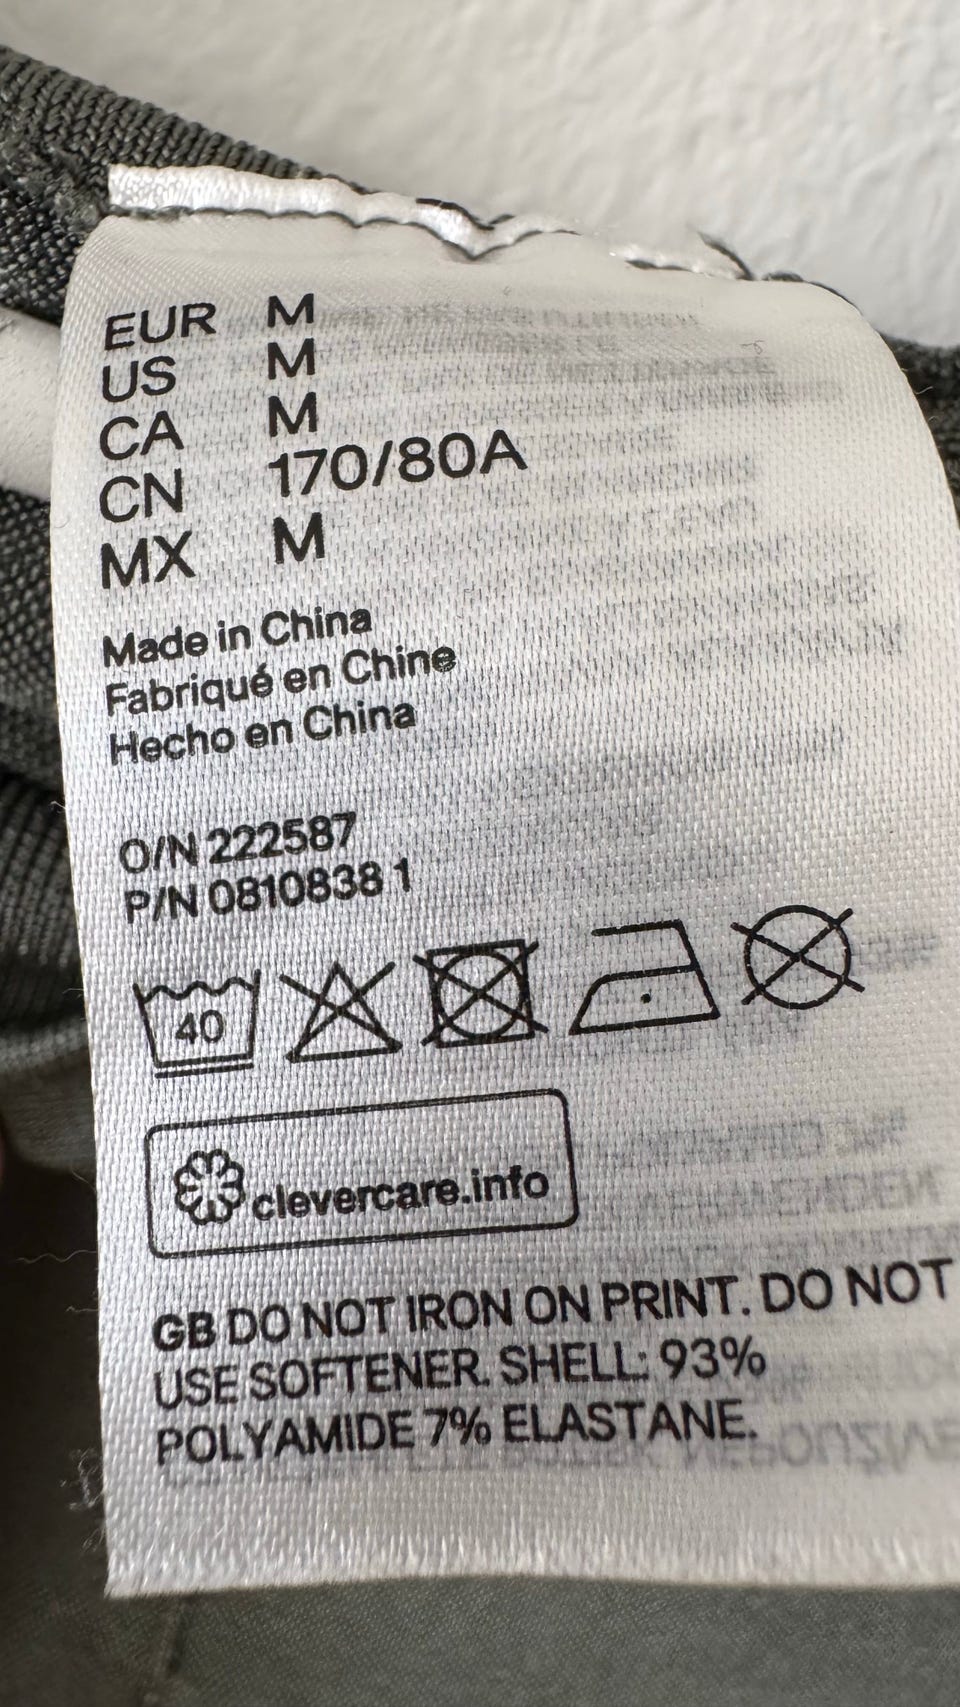 EUR M
US M
CA M
CN 170/80A
MX M
Made in China
Fabriqué en Chine
Hecho en China
O/N 222587
P/N 0810838 1
40
clevercare.info
GB DO NOT IRON ON PRINT. DO NOT
USE SOFTENER. SHELL: 93%
POLYAMIDE 7% ELASTANE.